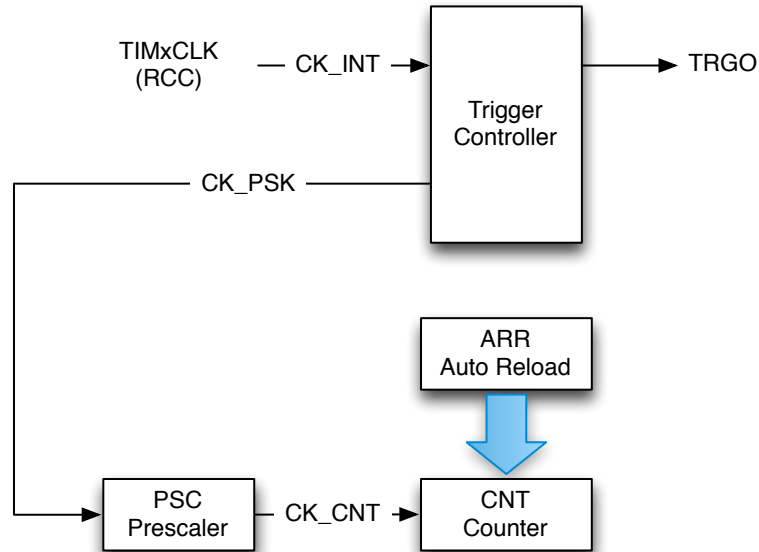 TIMxCLK
(RCC)
CK_INT
Trigger
Controller
TRGO
CK_PSK
ARR
Auto Reload
PSC
Prescaler
CK_CNT
CNT
Counter